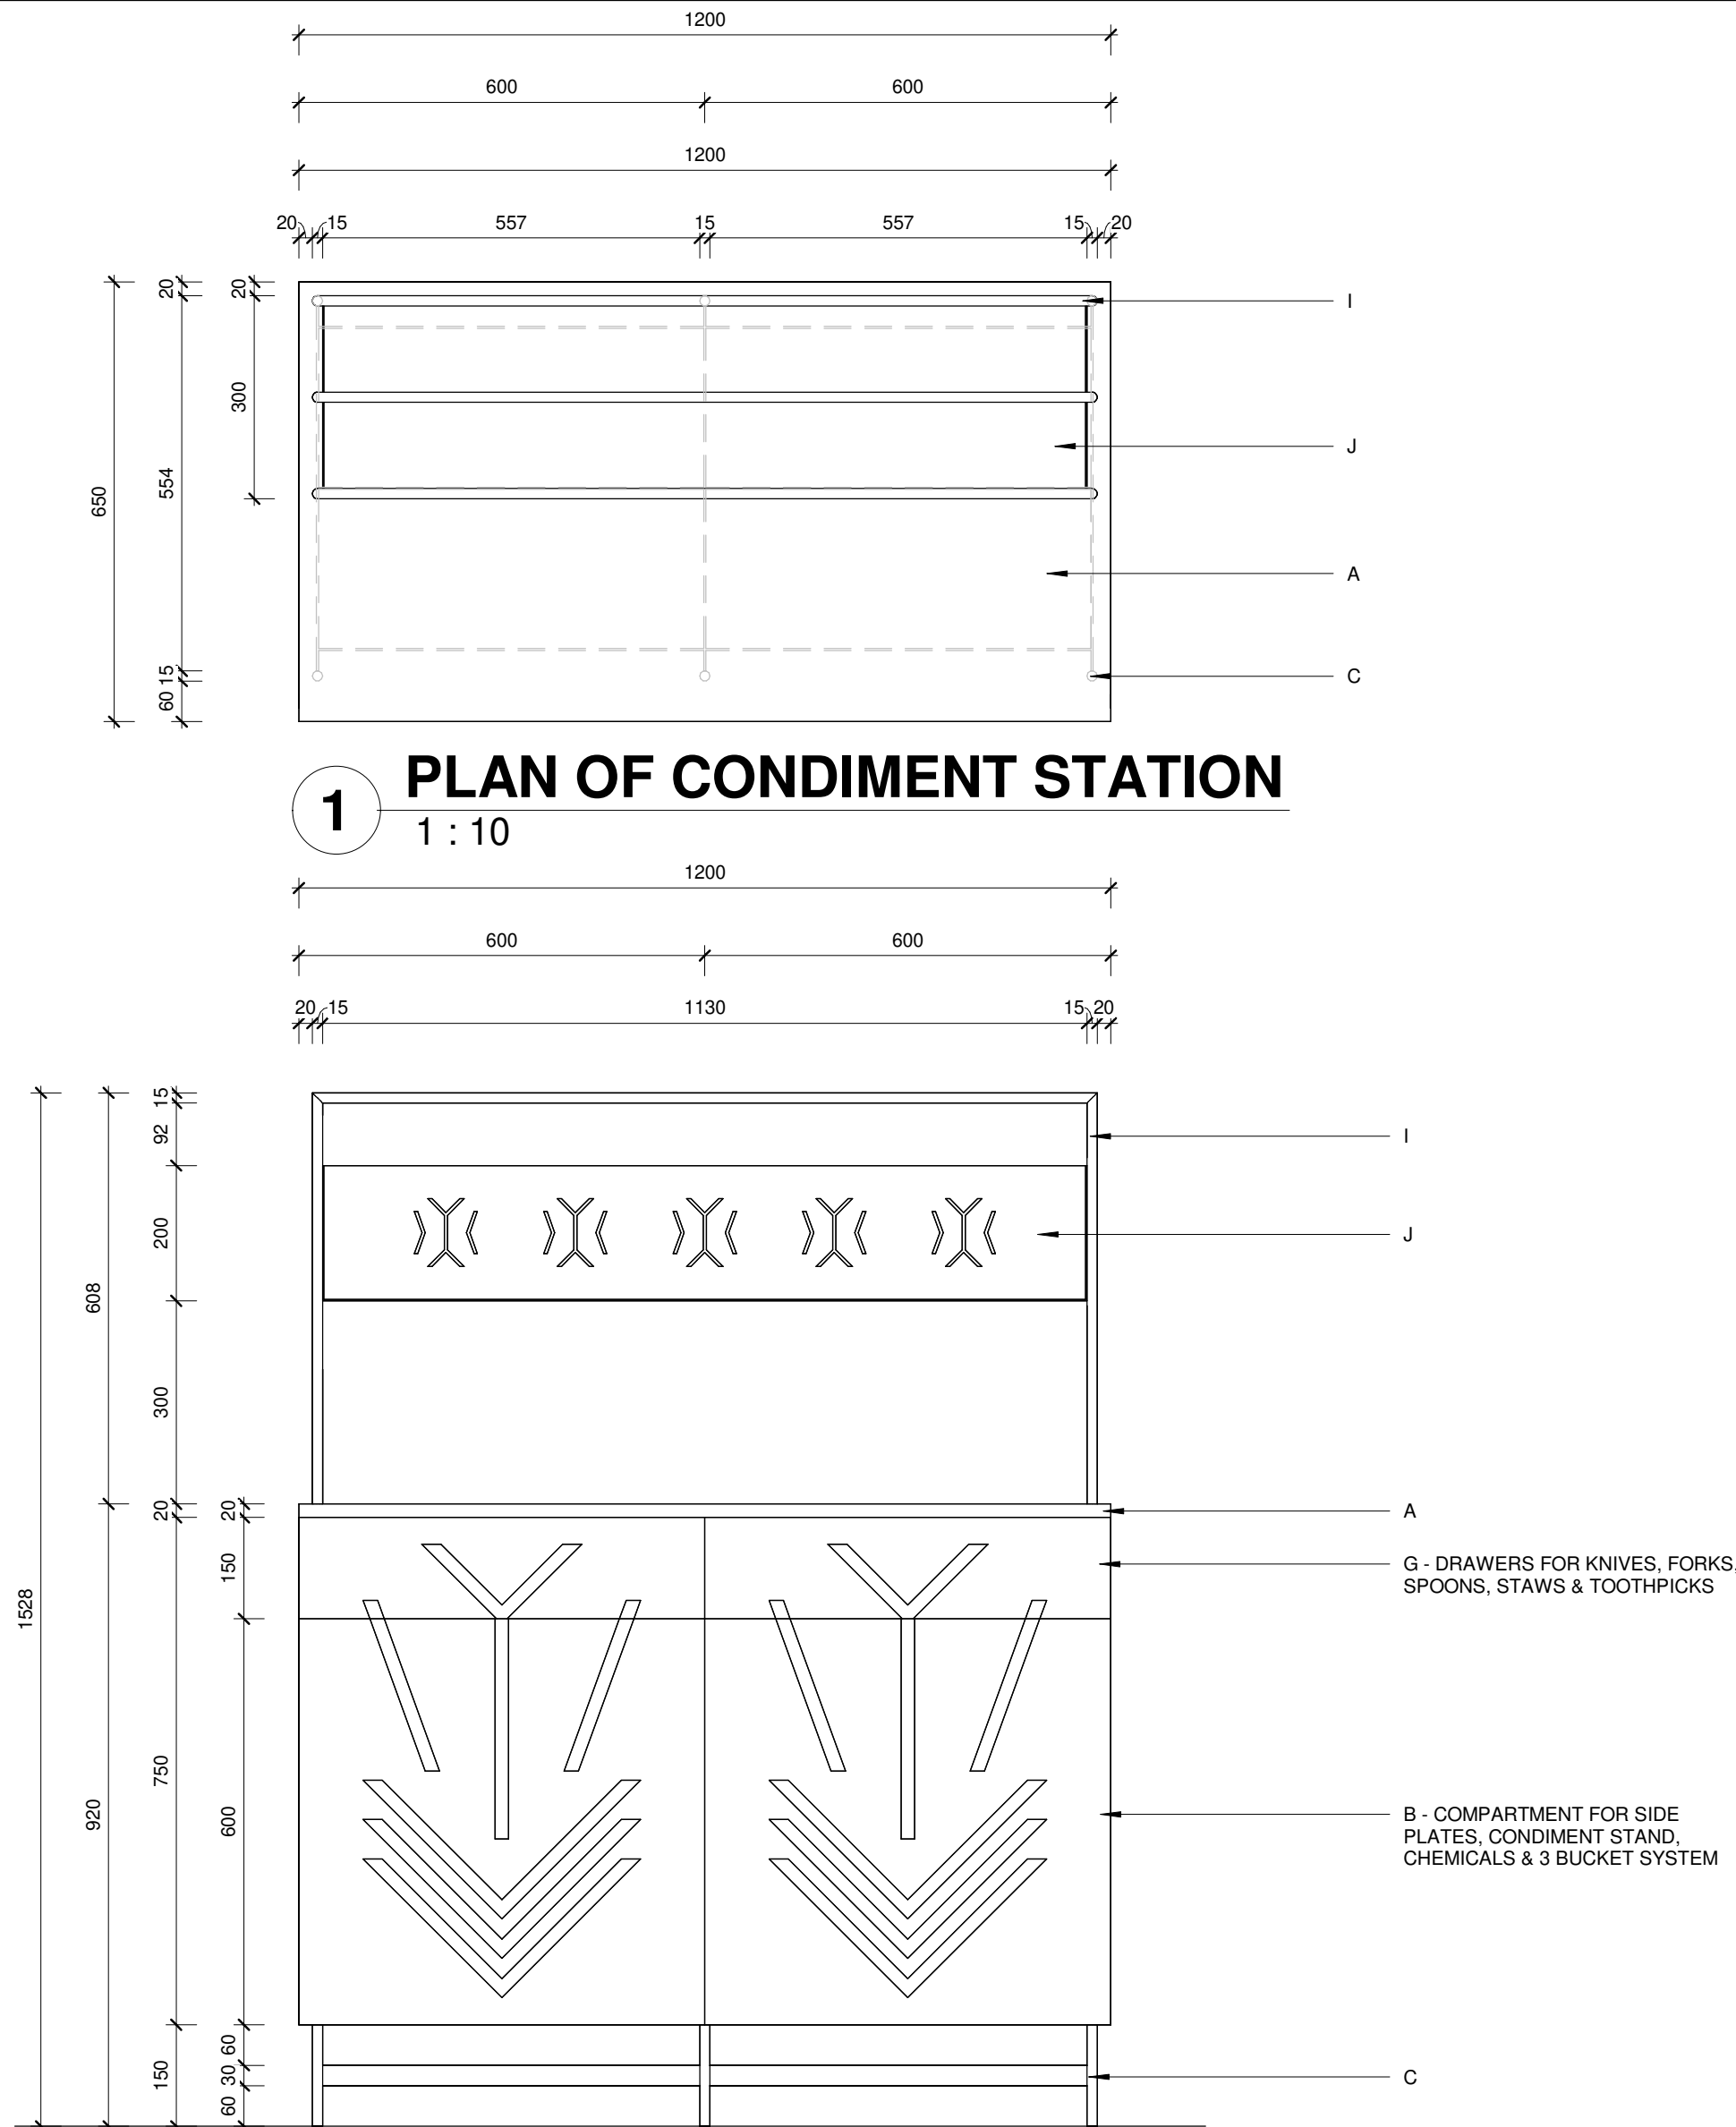 1200
600 600
1200
20 15 557 15 557 15 20
650
20
554
15
60
20
300
I
J
A
C
1 PLAN OF CONDIMENT STATION
1 : 10
1200
600 600
20 15 1130 15 20
1528
608
920
15
92
200
300
20
750
150
20
150
600
60
30
60
I
J
A
G - DRAWERS FOR KNIVES, FORKS,
SPOONS, STAWS & TOOTHPICKS
B - COMPARTMENT FOR SIDE
PLATES, CONDIMENT STAND,
CHEMICALS & 3 BUCKET SYSTEM
C